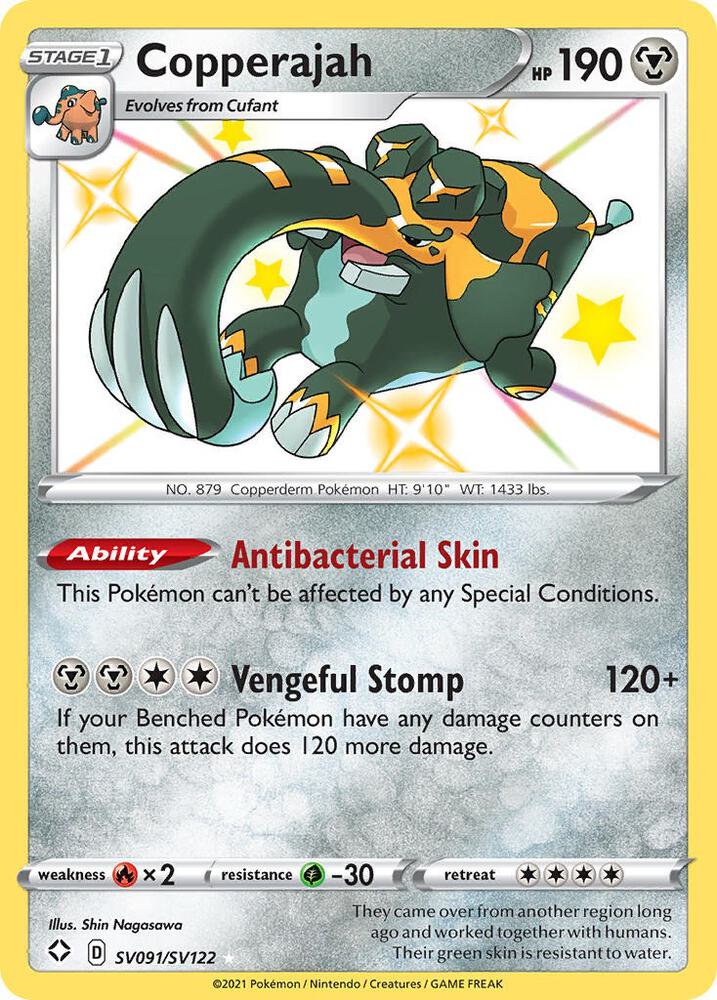 STAGE 1
Copperajah
HP 190
Evolves from Cufant
NO. 879 Copperderm Pokémon HT: 9'10" WT: 1433 lbs.
Ability Antibacterial Skin
This Pokémon can't be affected by any Special Conditions.
Vengeful Stomp 120+
If your Benched Pokémon have any damage counters on
them, this attack does 120 more damage.
weakness ×2 resistance -30 retreat
Illus. Shin Nagasawa
They came over from another region long
ago and worked together with humans.
Their green skin is resistant to water.
D SV091/SV122
©2021 Pokémon / Nintendo / Creatures / GAME FREAK